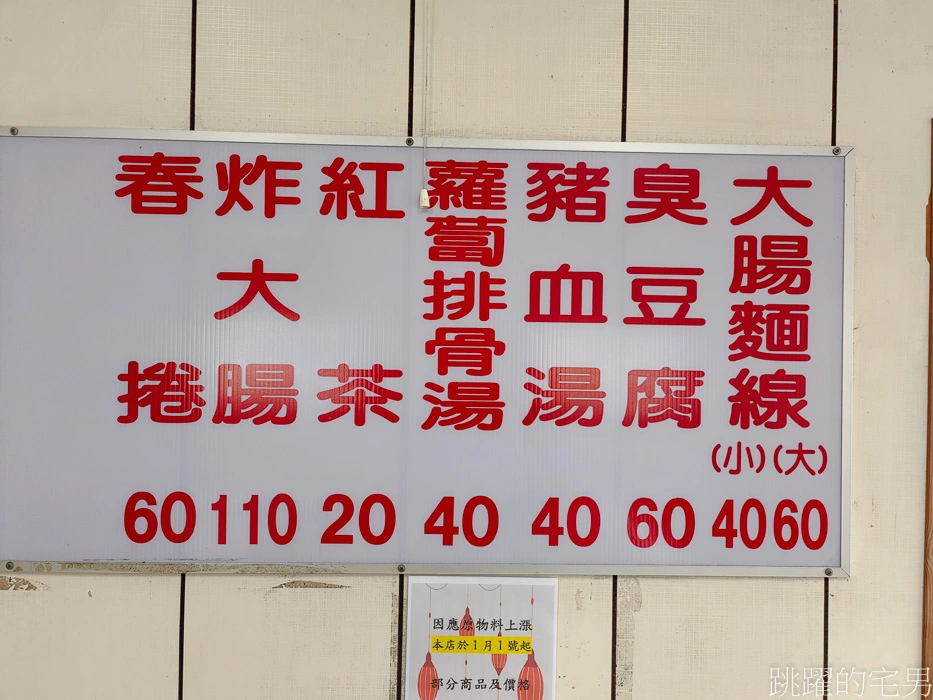 大腸麵線
(小)(大)
40 60
臭豆腐
60
豬血湯
40
蘿蔔排骨湯
40
紅茶
20
炸大腸
110
春捲
60
因應原物料上漲
本店於1月1號起
部分商品及價格
跳躍的宅男